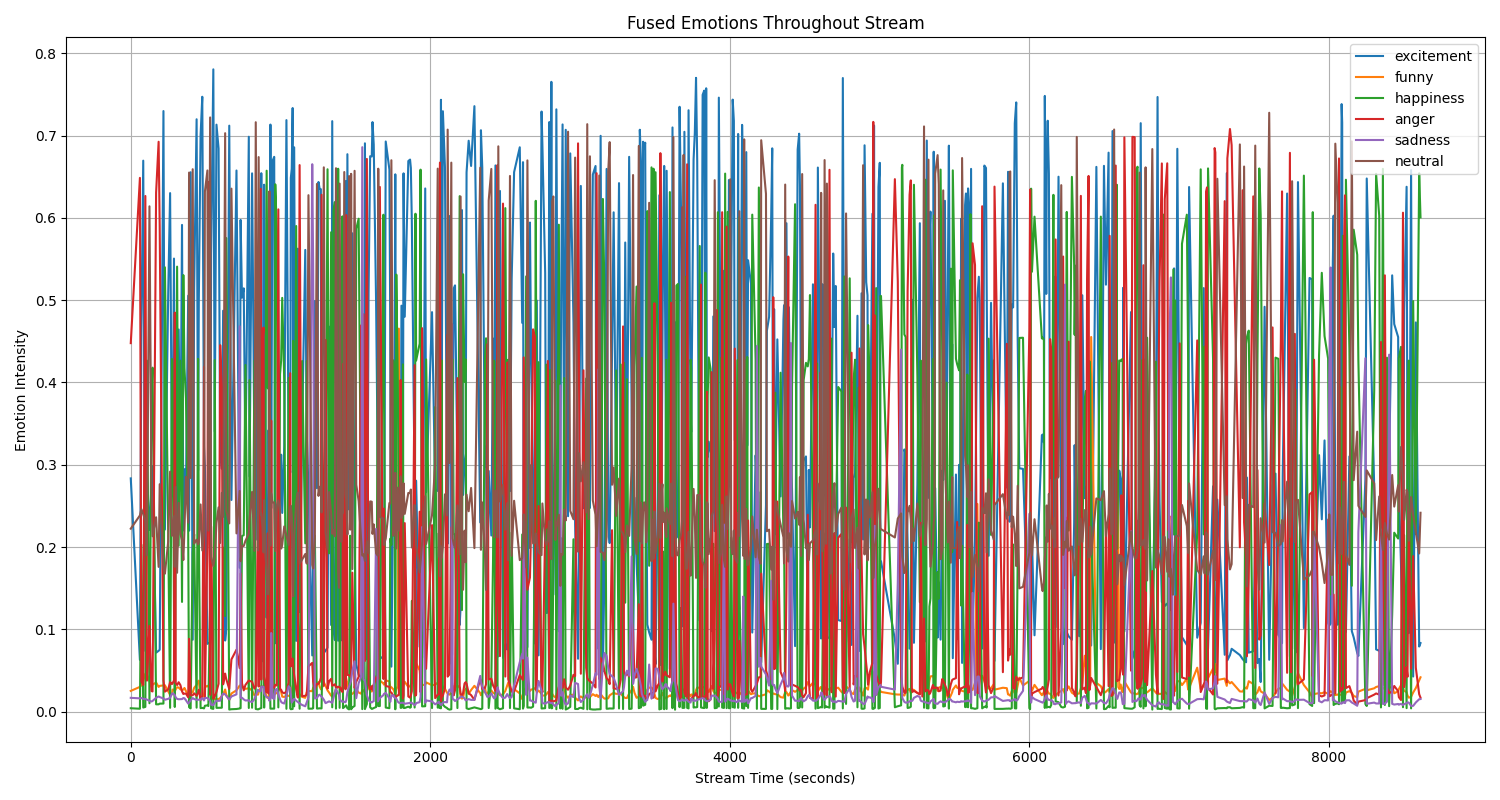 Fused Emotions Throughout Stream
0.8
0.7
0.6
0.5
0.4
0.3
0.2
0.1
0.0
Emotion Intensity
0
2000
4000
6000
8000
Stream Time (seconds)
excitement
funny
happiness
anger
sadness
neutral